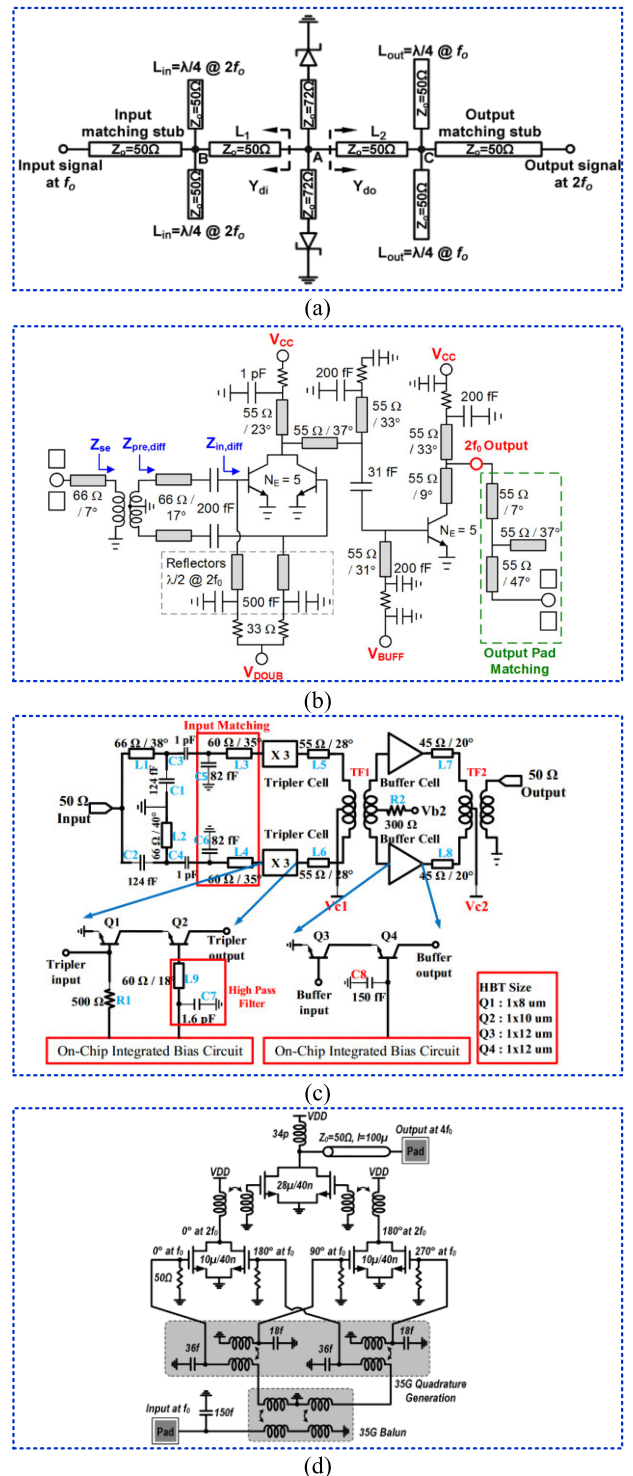 Lin=λ/4 @ 2fo
Lout=λ/4 @ fo
Zo=50Ω
Zo=72Ω
Zo=50Ω
Input
matching stub
L1
L2
Output
matching stub
Zo=50Ω
B
Zo=50Ω
A
Zo=50Ω
C
Zo=50Ω
Input signal
at fo
Ydi
Ydo
Output signal
at 2fo
Zo=50Ω
Zo=72Ω
Zo=50Ω
Lin=λ/4 @ 2fo
Lout=λ/4 @ fo
(a)
VCC
1 pF
200 fF
VCC
55 Ω
/ 23°
55 Ω
/ 33°
200 fF
55 Ω / 37°
55 Ω
/ 33°
2f0 Output
Zse
Zpre,diff
Zin,diff
31 fF
55 Ω
/ 9°
55 Ω
/ 7°
66 Ω
/ 7°
66 Ω /
17°
200 fF
NE = 5
NE = 5
55 Ω / 37°
55 Ω
/ 47°
Reflectors
λ/2 @ 2f0
55 Ω
/ 31°
200 fF
500 fF
33 Ω
VDOUB
VBUFF
Output Pad
Matching
(b)
Input Matching
66 Ω / 38°
1 pF
60 Ω / 35°
55 Ω / 28°
45 Ω / 20°
L1
C3
C5
L3
X 3
L5
L7
82 fF
TF1
TF2
124 fF
C1
Tripler Cell
Buffer Cell
50 Ω
Input
50 Ω
Output
66 Ω / 40°
L2
R2
Vb2
300 Ω
C6
82 fF
Tripler Cell
Buffer Cell
C2
C4
L4
X 3
L6
L8
124 fF
1 pF
60 Ω / 35°
55 Ω / 28°
45 Ω / 20°
Vc1
Vc2
Q1
Q2
Tripler
output
Q3
Q4
Buffer
output
Tripler
input
60 Ω / 18°
L9
High Pass
Filter
500 Ω
R1
C7
1.6 pF
Buffer
input
C8
150 fF
HBT Size
Q1 : 1x8 um
Q2 : 1x10 um
Q3 : 1x12 um
Q4 : 1x12 um
On-Chip Integrated Bias Circuit
On-Chip Integrated Bias Circuit
(c)
VDD
Output at 4f0
34p
Z0=50Ω, l=100μ
Pad
VDD
28μ/40n
VDD
0° at 2f0
180° at 2f0
0° at f0
180° at f0
90° at f0
270° at f0
10μ/40n
10μ/40n
50Ω
18f
18f
36f
36f
35G Quadrature
Generation
Input at f0
150f
Pad
35G Balun
(d)